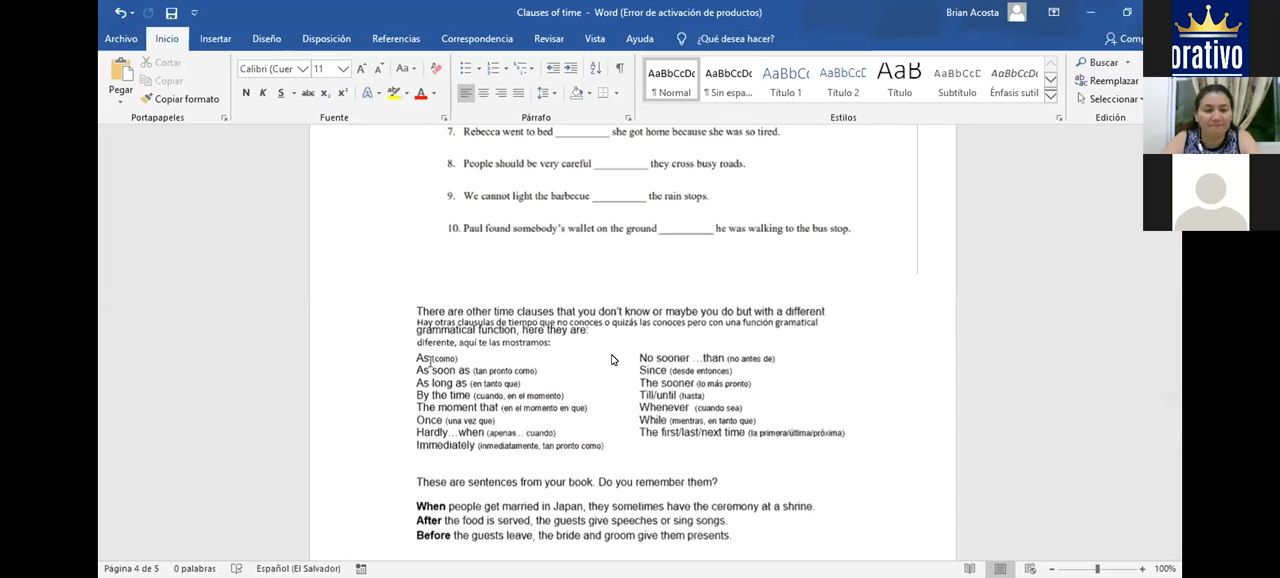 Clauses of time - Word (Error de activación de productos)
Brian Acosta
Archivo Inicio Insertar Diseño Disposición Referencias Correspondencia Revisar Vista Ayuda ¿Qué desea hacer? Comp
Pegar
Cortar
Copiar
Copiar formato
Portapapeles
Calibri (Cuer 11
N K S abc x₂ x²
Fuente
Párrafo
AaBbCcDc AaBbCcDc AaBbCcC AaBbCcC AaB AaBbCcC AaBbCcDc
¶ Normal ¶ Sin espa... Título 1 Título 2 Título Subtítulo Énfasis sutil
Estilos
Buscar
Reemplazar
Seleccionar
Edición
orativo
7. Rebecca went to bed _________ she got home because she was so tired.
8. People should be very careful _________ they cross busy roads.
9. We cannot light the barbecue _________ the rain stops.
10. Paul found somebody's wallet on the ground _________ he was walking to the bus stop.
There are other time clauses that you don't know or maybe you do but with a different
Hay otras clausulas de tiempo que no conoces o quizás las conoces pero con una función gramatical
grammatical function, here they are:
diferente, aquí te las mostramos:
As (como)
As soon as (tan pronto como)
As long as (en tanto que)
By the time (cuando, en el momento)
The moment that (en el momento en que)
Once (una vez que)
Hardly…when (apenas… cuando)
Immediately (inmediatamente, tan pronto como)
No sooner …than (no antes de)
Since (desde entonces)
The sooner (lo más pronto)
Till/until (hasta)
Whenever (cuando sea)
While (mientras, en tanto que)
The first/last/next time (la primera/última/próxima)
These are sentences from your book. Do you remember them?
When people get married in Japan, they sometimes have the ceremony at a shrine.
After the food is served, the guests give speeches or sing songs.
Before the guests leave, the bride and groom give them presents.
Página 4 de 5 0 palabras Español (El Salvador) 100%